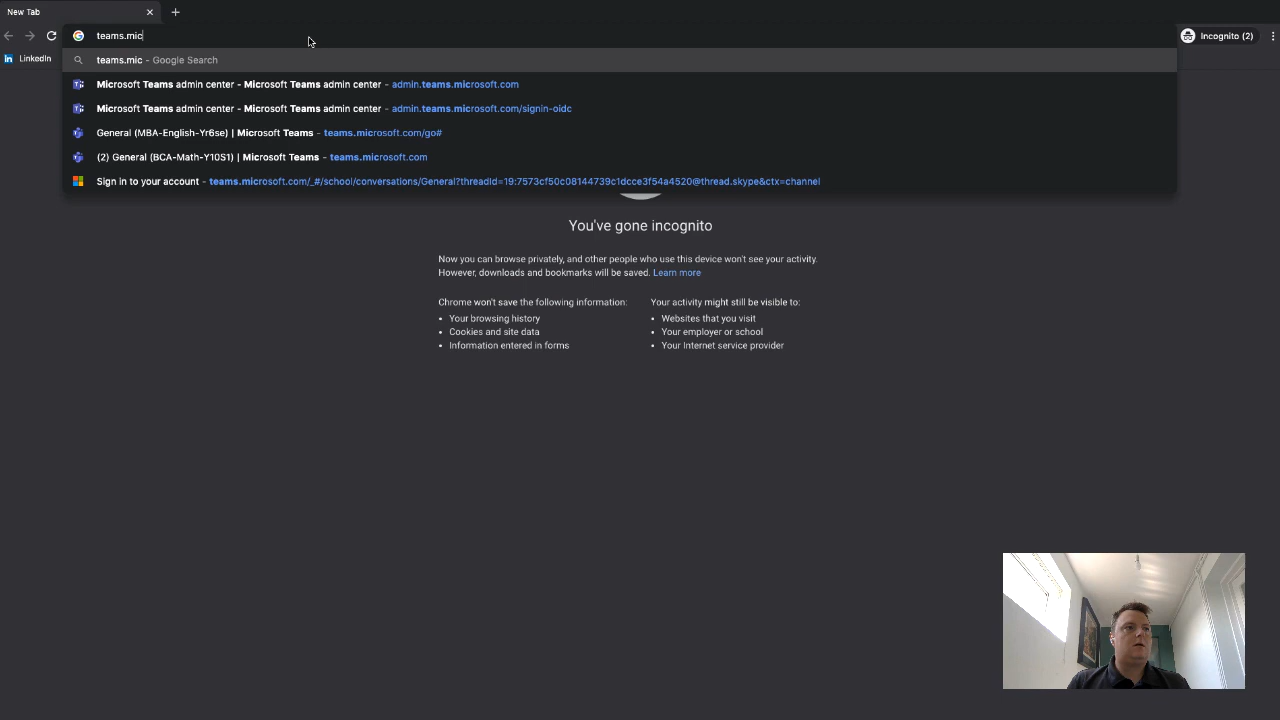 New Tab
teams.mic
Incognito (2)
LinkedIn
teams.mic - Google Search
Microsoft Teams admin center - Microsoft Teams admin center - admin.teams.microsoft.com
Microsoft Teams admin center - Microsoft Teams admin center - admin.teams.microsoft.com/signin-oidc
General (MBA-English-Yr6se) | Microsoft Teams - teams.microsoft.com/go#
(2) General (BCA-Math-Y10S1) | Microsoft Teams - teams.microsoft.com
Sign in to your account - teams.microsoft.com/_#/school/conversations/General?threadId=19:7573cf50c08144739c1dcce3f54a4520@thread.skype&ctx=channel
You've gone incognito
Now you can browse privately, and other people who use this device won't see your activity.
However, downloads and bookmarks will be saved. Learn more
Chrome won't save the following information:
• Your browsing history
• Cookies and site data
• Information entered in forms
Your activity might still be visible to:
• Websites that you visit
• Your employer or school
• Your Internet service provider